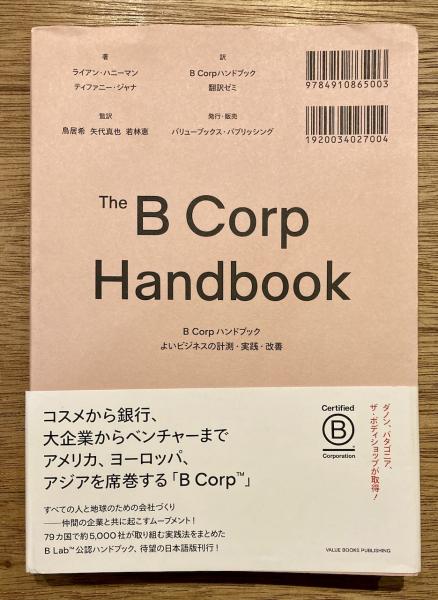 著
ライアン・ハニーマン
ティファニー・ジャナ
訳
B Corpハンドブック
翻訳ゼミ
9784910865003
監訳
鳥居希 矢代真也 若林恵
発行・販売
バリューブックス・パブリッシング
1920034027004
The B Corp
Handbook
B Corp ハンドブック
よいビジネスの計測・実践・改善
コスメから銀行、
大企業からベンチャーまで
アメリカ、ヨーロッパ、
アジアを席巻する「B Corp™」
すべての人と地球のための会社づくり
——仲間の企業と共に起こすムーブメント!
79カ国で約5,000社が取り組む実践法をまとめた
B Lab™公認ハンドブック、待望の日本語版刊行!
Certified
B
®
Corporation
ダノン、パタゴニア、
ザ・ボディショップが取得!
VALUE BOOKS PUBLISHING